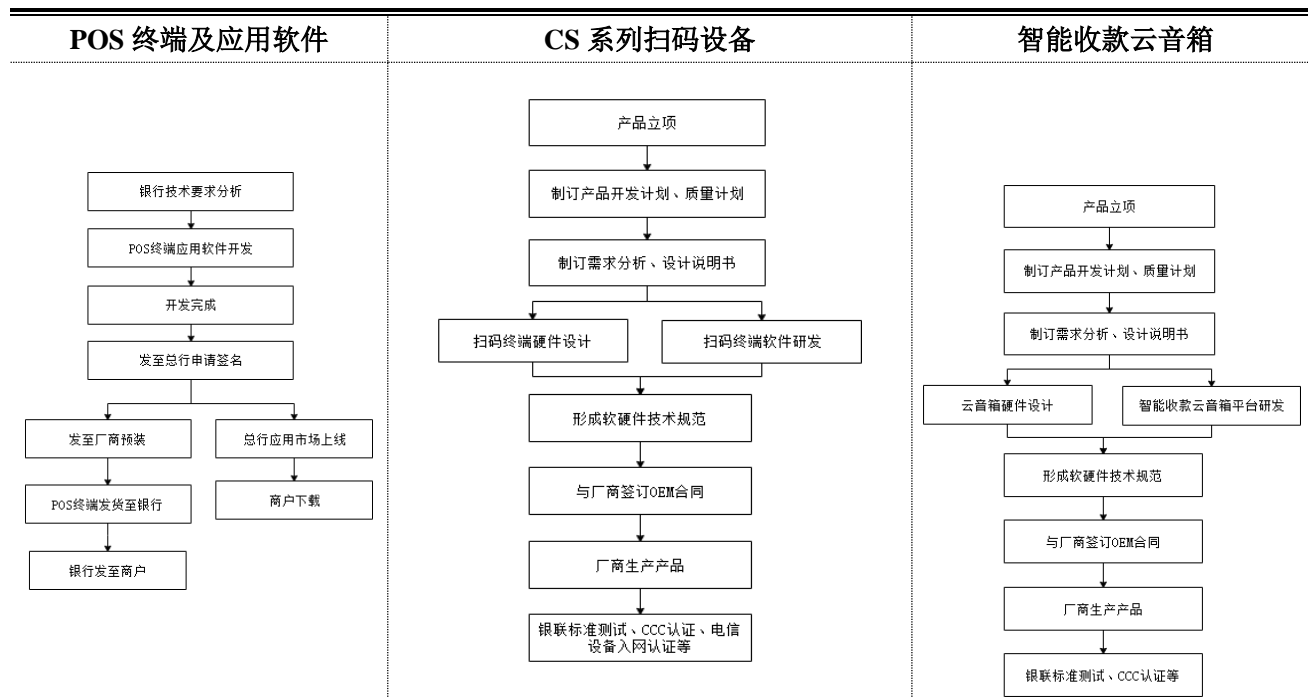 POS 终端及应用软件
银行技术要求分析
POS终端应用软件开发
开发完成
发至总行申请签名
发至厂商预装
总行应用市场上线
POS终端发货至银行
商户下载
银行发至商户
CS 系列扫码设备
产品立项
制订产品开发计划、质量计划
制订需求分析、设计说明书
扫码终端硬件设计
扫码终端软件研发
形成软硬件技术规范
与厂商签订OEM合同
厂商生产产品
银联标准测试、CCC认证、电信
设备入网认证等
智能收款云音箱
产品立项
制订产品开发计划、质量计划
制订需求分析、设计说明书
云音箱硬件设计
智能收款云音箱平台研发
形成软硬件技术规范
与厂商签订OEM合同
厂商生产产品
银联标准测试、CCC认证等